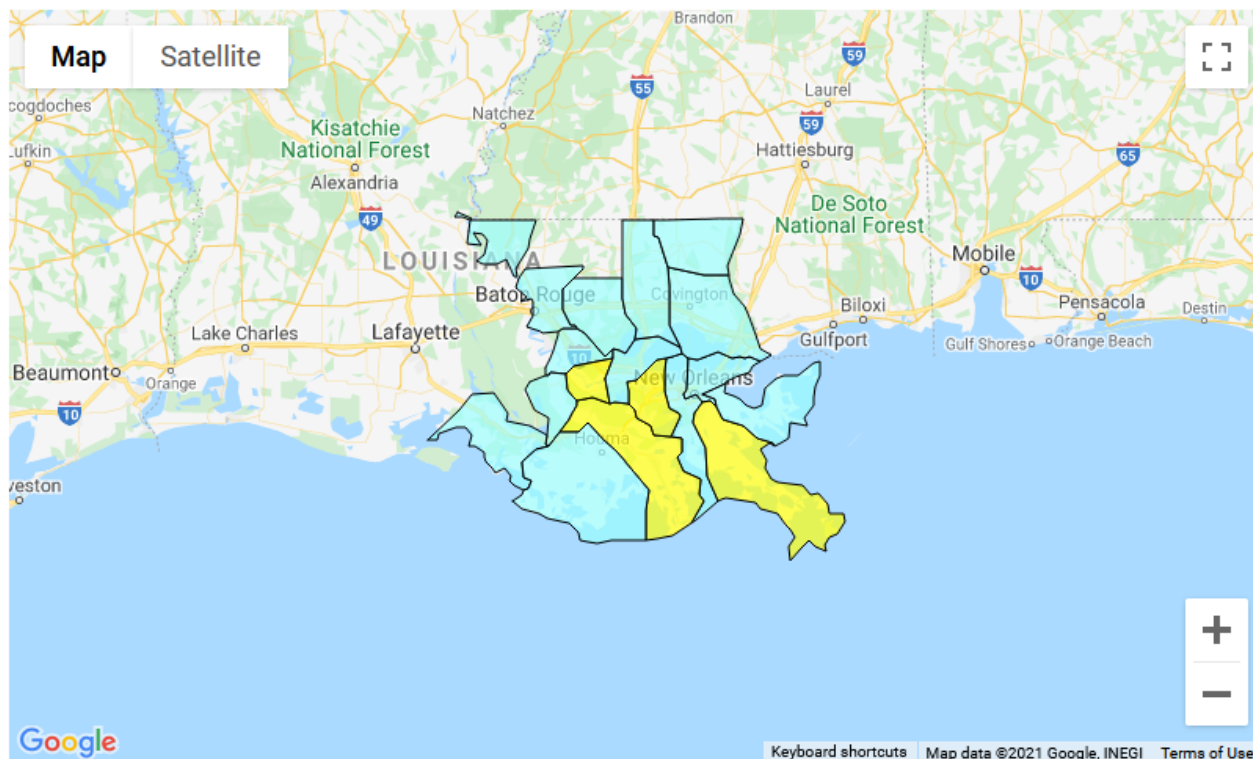 Brandon
Map
Satellite
59
cogdoches
55
Laurel
Natchez
Kisatchie
National Forest
59
Lufkin
Hattiesburg
65
Alexandria
De Soto
National Forest
49
LOUISIANA
Mobile
10
Baton Rouge
Covington
Biloxi
Pensacola
Destin
Lake Charles
Lafayette
Gulfport
Gulf Shores
Orange Beach
10
Beaumont
Orange
New Orleans
10
Houma
veston
+
−
Google
Keyboard shortcuts
Map data ©2021 Google, INEGI
Terms of Use